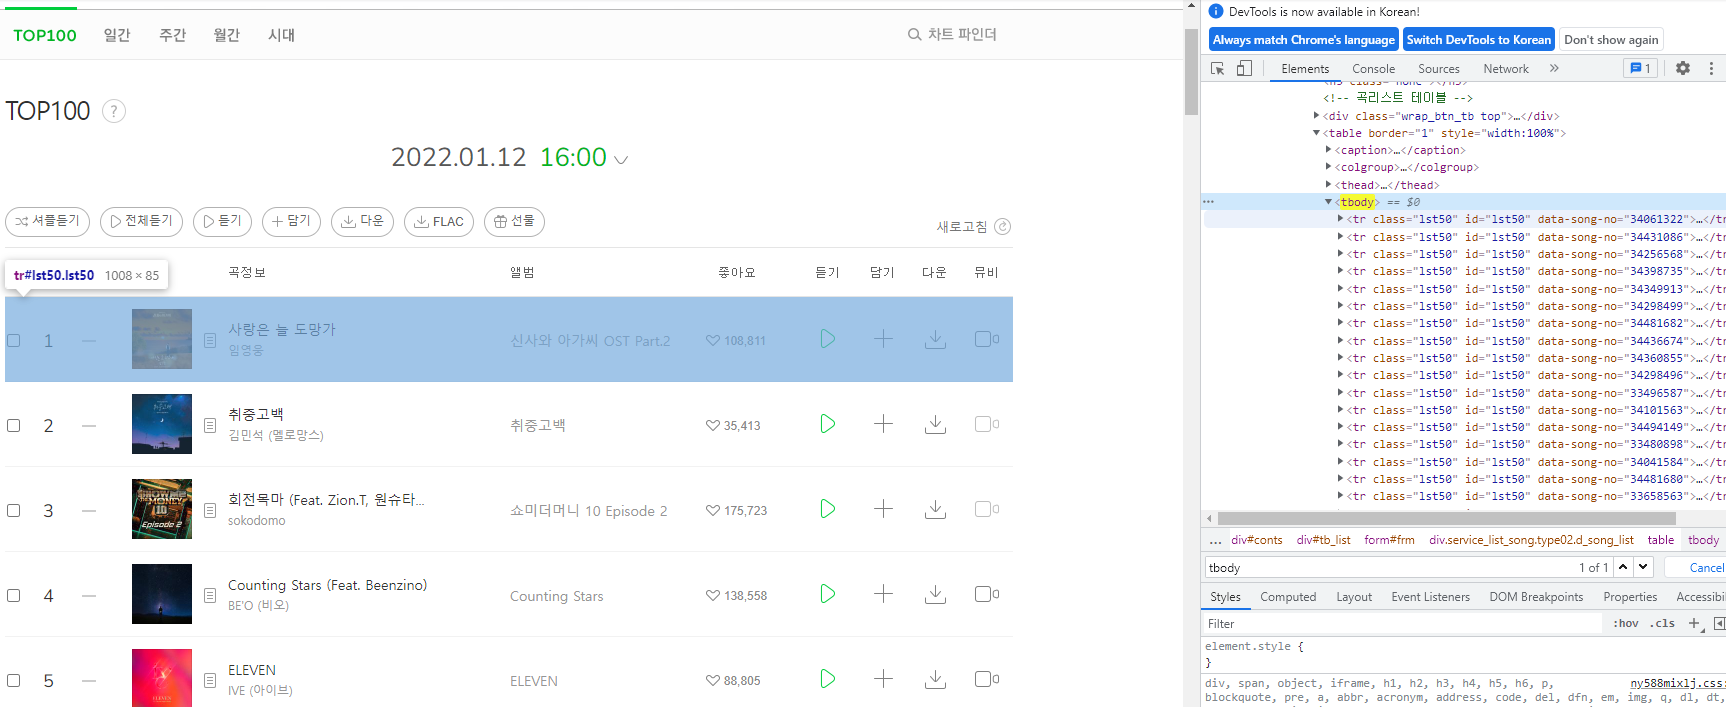 TOP100 일간 주간 월간 시대 차트 파인더
TOP100 ?
2022.01.12 16:00
셔플듣기 전체듣기 듣기 담기 다운 FLAC 선물 새로고침
tr#lst50.lst50 1008 × 85
곡정보 앨범 좋아요 듣기 담기 다운 뮤비
1 사랑은 늘 도망가 신사와 아가씨 OST Part.2 108,811
임영웅
2 취중고백 취중고백 35,413
김민석 (멜로망스)
3 회전목마 (Feat. Zion.T, 원슈타... 쇼미더머니 10 Episode 2 175,723
sokodomo
4 Counting Stars (Feat. Beenzino) Counting Stars 138,558
BE'O (비오)
5 ELEVEN ELEVEN 88,805
IVE (아이브)
DevTools is now available in Korean!
Always match Chrome's language Switch DevTools to Korean Don't show again
Elements Console Sources Network » 1
<!-- 곡리스트 테이블 -->
<div class="wrap_btn_tb top">…</div>
<table border="1" style="width:100%">
<caption>…</caption>
<colgroup>…</colgroup>
<thead>…</thead>
<tbody> == $0
<tr class="lst50" id="lst50" data-song-no="34061322">…</tr
<tr class="lst50" id="lst50" data-song-no="34431086">…</tr
<tr class="lst50" id="lst50" data-song-no="34256568">…</tr
<tr class="lst50" id="lst50" data-song-no="34398735">…</tr
<tr class="lst50" id="lst50" data-song-no="34349913">…</tr
<tr class="lst50" id="lst50" data-song-no="34298499">…</tr
<tr class="lst50" id="lst50" data-song-no="34481682">…</tr
<tr class="lst50" id="lst50" data-song-no="34436674">…</tr
<tr class="lst50" id="lst50" data-song-no="34360855">…</tr
<tr class="lst50" id="lst50" data-song-no="34298496">…</tr
<tr class="lst50" id="lst50" data-song-no="33496587">…</tr
<tr class="lst50" id="lst50" data-song-no="34101563">…</tr
<tr class="lst50" id="lst50" data-song-no="34494149">…</tr
<tr class="lst50" id="lst50" data-song-no="33480898">…</tr
<tr class="lst50" id="lst50" data-song-no="34041584">…</tr
<tr class="lst50" id="lst50" data-song-no="34481680">…</tr
<tr class="lst50" id="lst50" data-song-no="33658563">…</tr
... div#conts div#tb_list form#frm div.service_list_song.type02.d_song_list table tbody
tbody 1 of 1 Cancel
Styles Computed Layout Event Listeners DOM Breakpoints Properties Accessibi
Filter :hov .cls +
element.style {
}
div, span, object, iframe, h1, h2, h3, h4, h5, h6, p, ny588mixlj.css:
blockquote, pre, a, abbr, acronym, address, code, del, dfn, em, img, q, dl, dt,